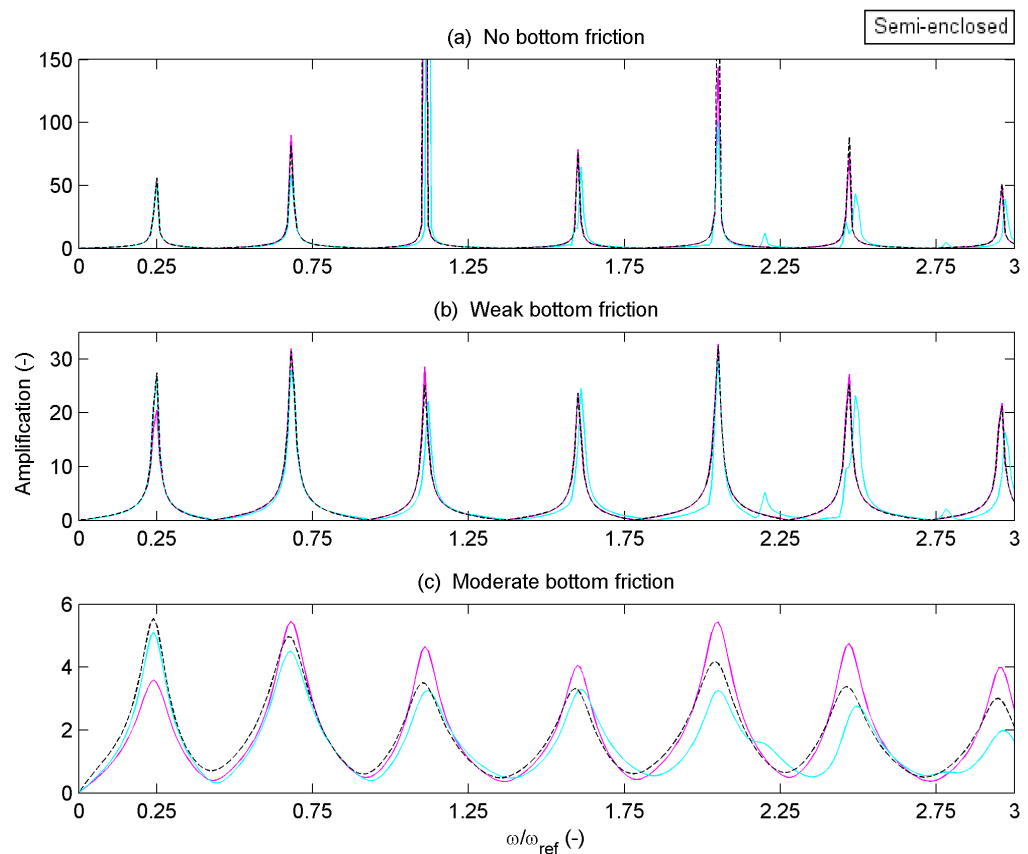 Semi-enclosed
(a) No bottom friction
150
100
50
0
0 0.25 0.75 1.25 1.75 2.25 2.75 3
(b) Weak bottom friction
Amplification (-)
30
20
10
0
0 0.25 0.75 1.25 1.75 2.25 2.75 3
(c) Moderate bottom friction
6
4
2
0
0 0.25 0.75 1.25 1.75 2.25 2.75 3
ω/ω_ref (-)